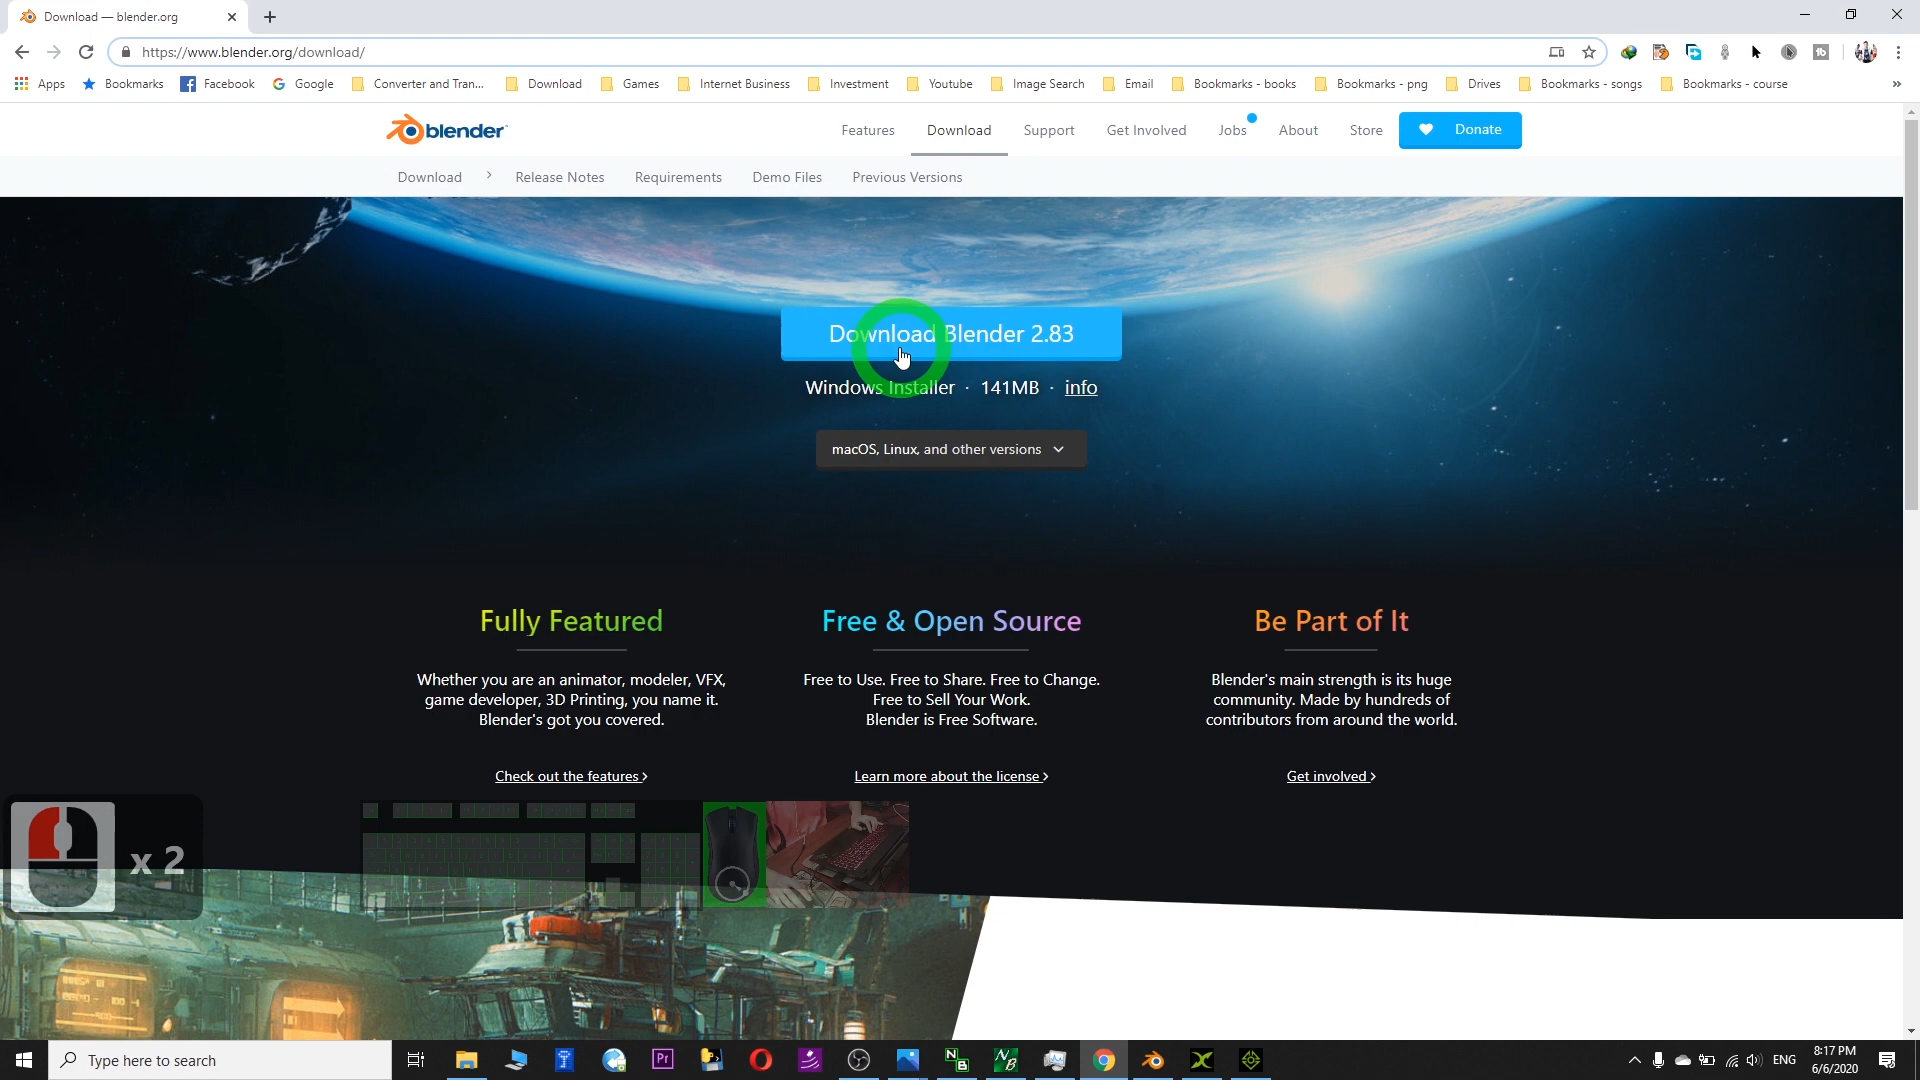 Download — blender.org
https://www.blender.org/download/
Apps Bookmarks Facebook Google Converter and Tran... Download Games Internet Business Investment Youtube Image Search Email Bookmarks - books Bookmarks - png Drives Bookmarks - songs Bookmarks - course »
blender Features Download Support Get Involved Jobs About Store Donate
Download Release Notes Requirements Demo Files Previous Versions
Download Blender 2.83
Windows Installer · 141MB · info
macOS, Linux, and other versions
Fully Featured
Whether you are an animator, modeler, VFX,
game developer, 3D Printing, you name it.
Blender's got you covered.
Check out the features ›
Free & Open Source
Free to Use. Free to Share. Free to Change.
Free to Sell Your Work.
Blender is Free Software.
Learn more about the license ›
Be Part of It
Blender's main strength is its huge
community. Made by hundreds of
contributors from around the world.
Get involved ›
x 2
Type here to search
Pr
ENG
8:17 PM
6/6/2020